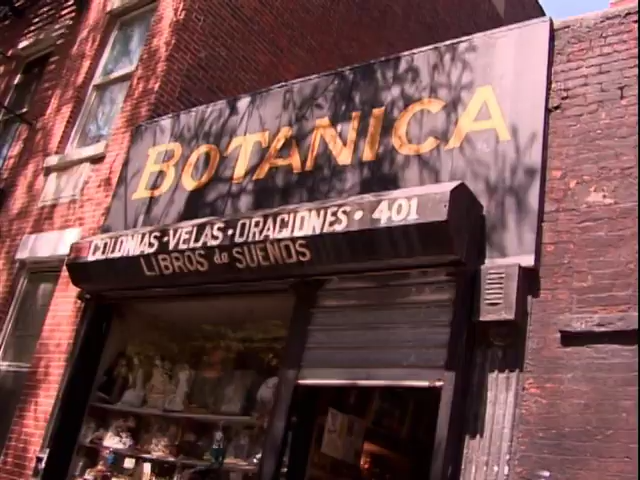 BOTANICA
COLONIAS • VELAS • ORACIONES • 401
LIBROS de SUEÑOS